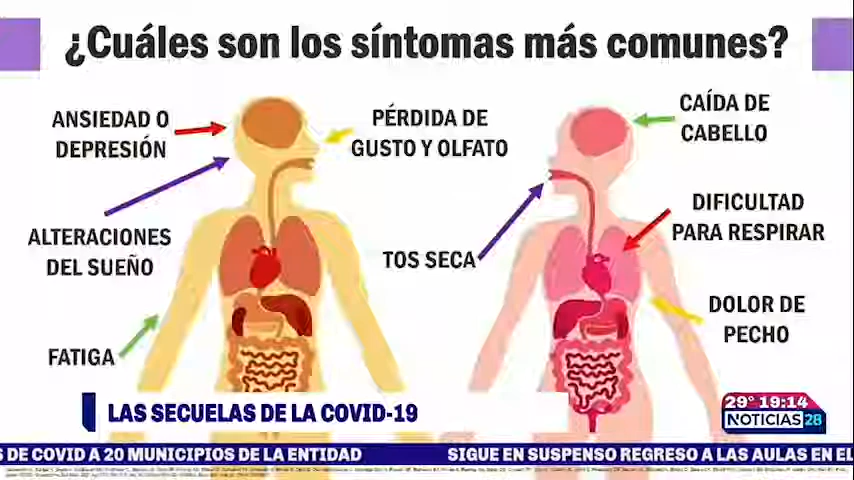 ¿Cuáles son los síntomas más comunes?
ANSIEDAD O
DEPRESIÓN
PÉRDIDA DE
GUSTO Y OLFATO
CAÍDA DE
CABELLO
ALTERACIONES
DEL SUEÑO
TOS SECA
DIFICULTAD
PARA RESPIRAR
DOLOR DE
PECHO
FATIGA
LAS SECUELAS DE LA COVID-19
29° 19:14
NOTICIAS 28
S DE COVID A 20 MUNICIPIOS DE LA ENTIDAD
SIGUE EN SUSPENSO REGRESO A LAS AULAS EN EL